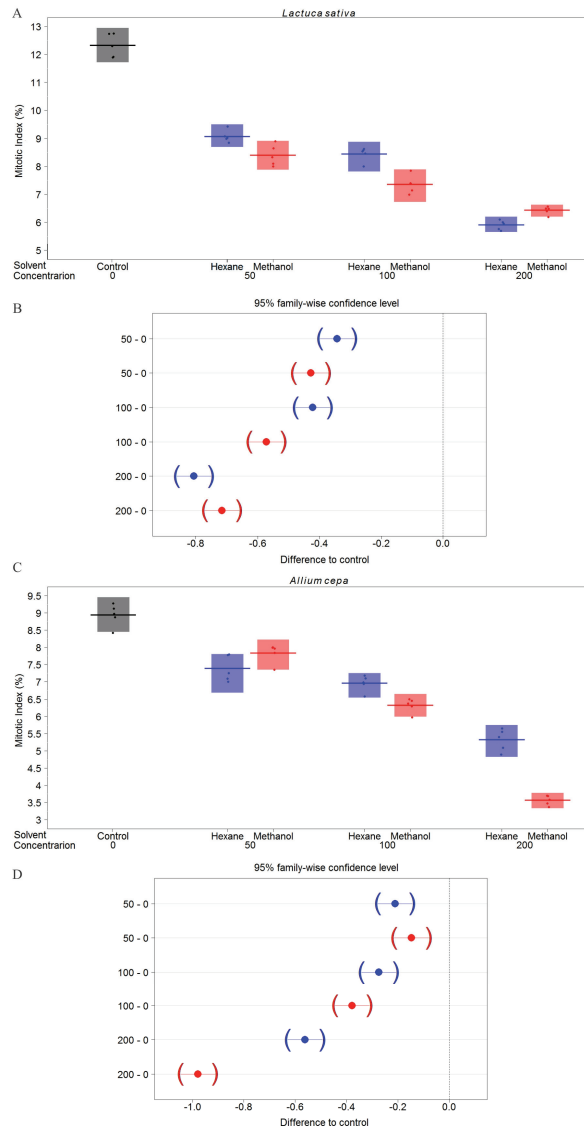 A
Lactuca sativa
13
12
11
10
9
8
7
6
5
Mitotic Index (%)
Solvent Control Hexane Methanol Hexane Methanol Hexane Methanol
Concentrarion 0 50 100 200
B
95% family-wise confidence level
50 - 0
50 - 0
100 - 0
100 - 0
200 - 0
200 - 0
-0.8 -0.6 -0.4 -0.2 0.0
Difference to control
C
Allium cepa
9.5
9
8.5
8
7.5
7
6.5
6
5.5
5
4.5
4
3.5
3
Mitotic Index (%)
Solvent Control Hexane Methanol Hexane Methanol Hexane Methanol
Concentrarion 0 50 100 200
D
95% family-wise confidence level
50 - 0
50 - 0
100 - 0
100 - 0
200 - 0
200 - 0
-1.0 -0.8 -0.6 -0.4 -0.2 0.0
Difference to control